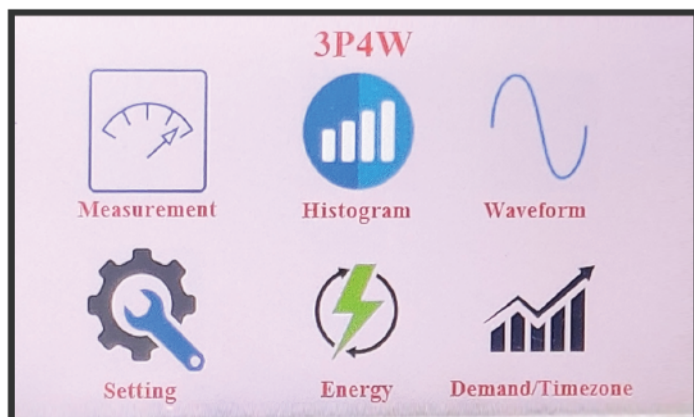 3P4W
Measurement
Histogram
Waveform
Setting
Energy
Demand/Timezone